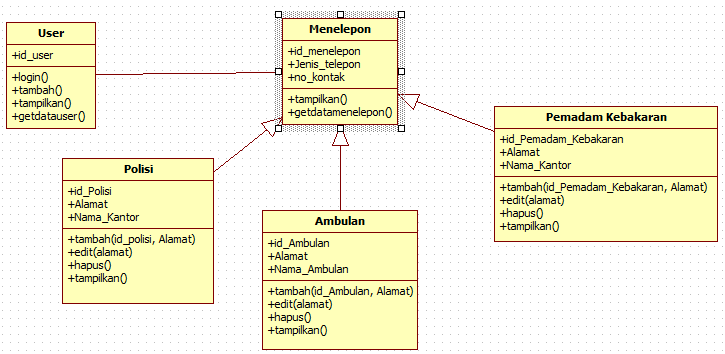 User
+id_user
+login()
+tambah()
+tampilkan()
+getdatauser()
Menelepon
+id_menelepon
+Jenis_telepon
+no_kontak
+tampilkan()
+getdatamenelepon()
Pemadam Kebakaran
+id_Pemadam_Kebakaran
+Alamat
+Nama_Kantor
+tambah(id_Pemadam_Kebakaran, Alamat)
+edit(alamat)
+hapus()
+tampilkan()
Polisi
+id_Polisi
+Alamat
+Nama_Kantor
+tambah(id_polisi, Alamat)
+edit(alamat)
+hapus()
+tampilkan()
Ambulan
+id_Ambulan
+Alamat
+Nama_Ambulan
+tambah(id_Ambulan, Alamat)
+edit(alamat)
+hapus()
+tampilkan()